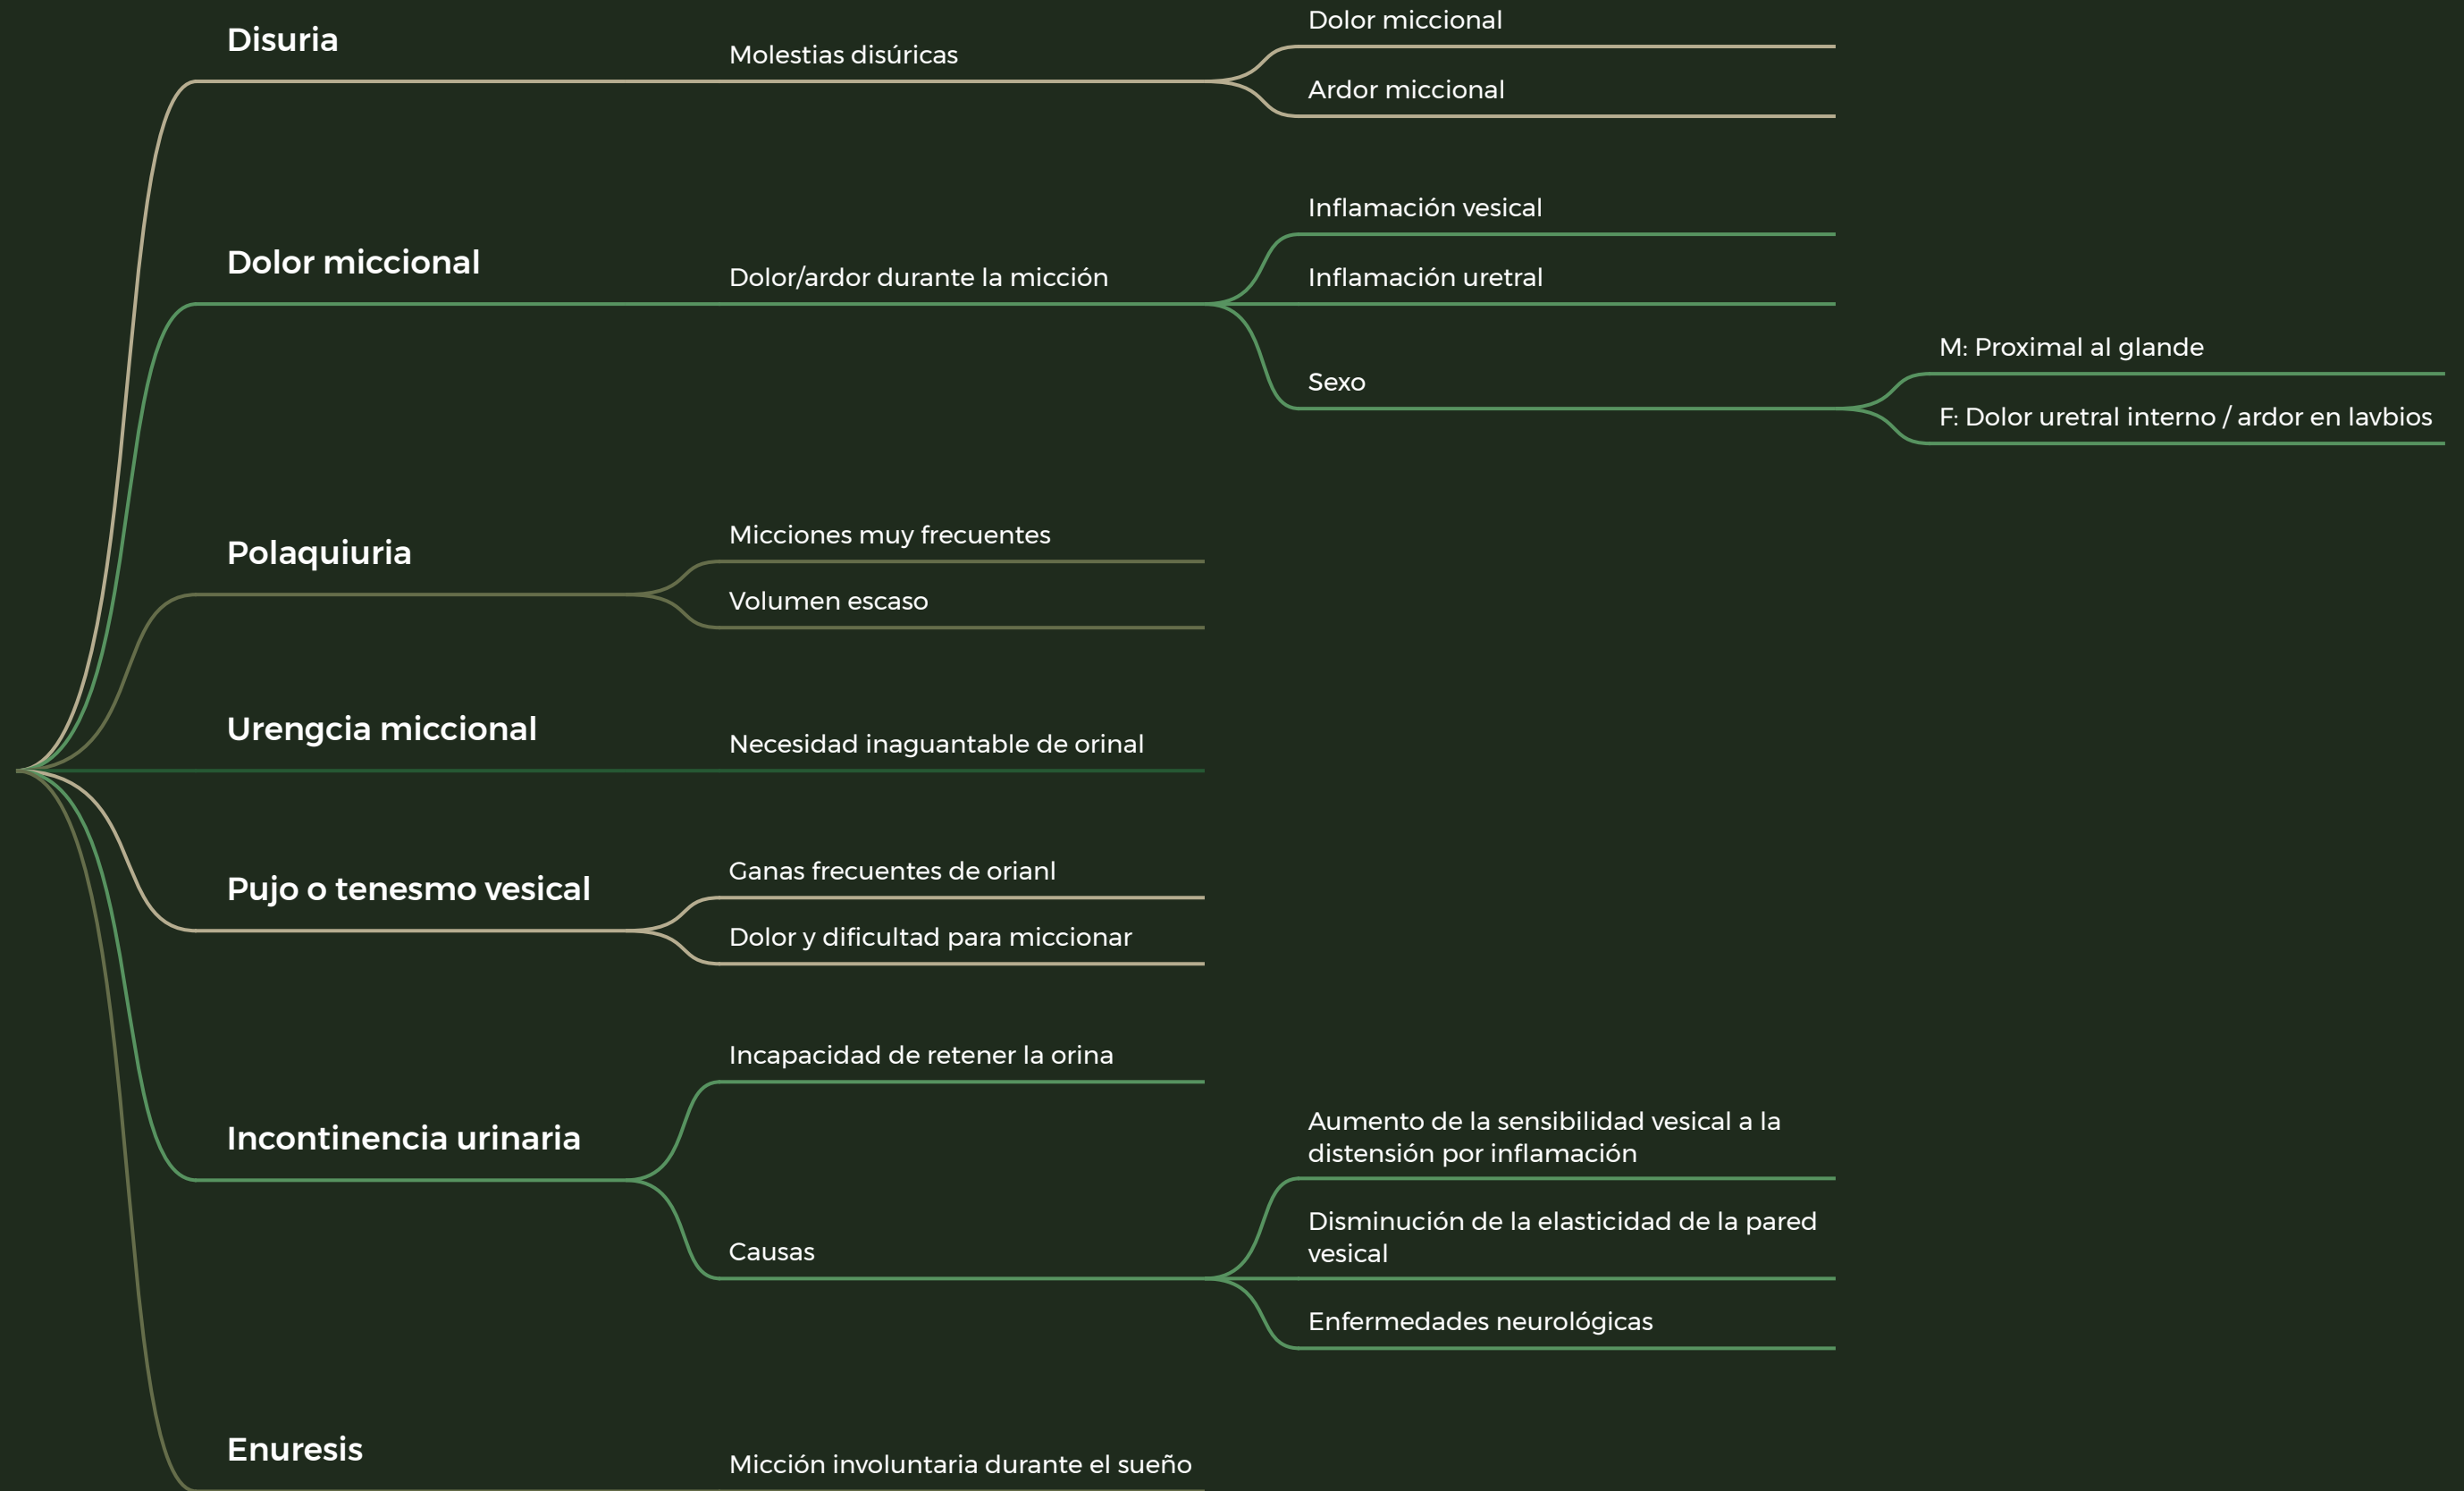 Disuria
Molestias disúricas
Dolor miccional
Ardor miccional
Dolor miccional
Dolor/ardor durante la micción
Inflamación vesical
Inflamación uretral
Sexo
M: Proximal al glande
F: Dolor uretral interno / ardor en lavbios
Polaquiuria
Micciones muy frecuentes
Volumen escaso
Urengcia miccional
Necesidad inaguantable de orinal
Pujo o tenesmo vesical
Ganas frecuentes de orianl
Dolor y dificultad para miccionar
Incontinencia urinaria
Incapacidad de retener la orina
Causas
Aumento de la sensibilidad vesical a la
distensión por inflamación
Disminución de la elasticidad de la pared
vesical
Enfermedades neurológicas
Enuresis
Micción involuntaria durante el sueño